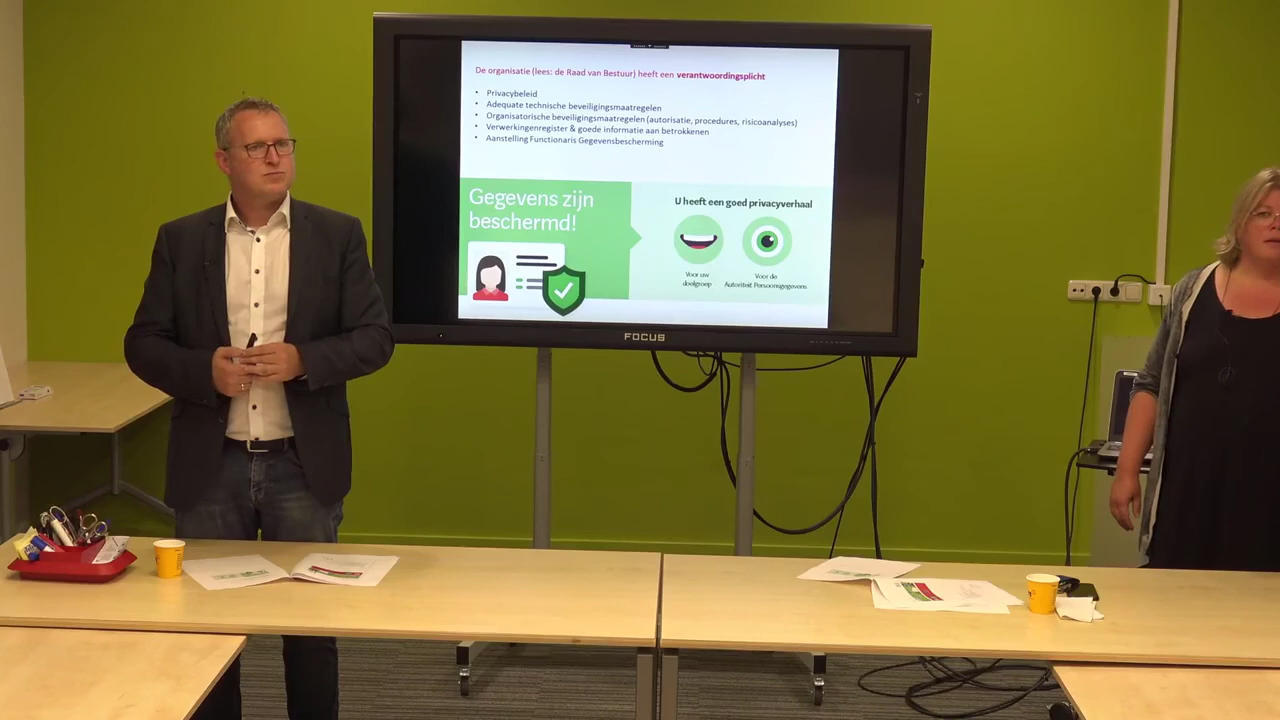 De organisatie (lees: de Raad van Bestuur) heeft een verantwoordingsplicht
• Privacybeleid
• Adequate technische beveiligingsmaatregelen
• Organisatorische beveiligingsmaatregelen (autorisatie, procedures, risicoanalyses)
• Verwerkingenregister & goede informatie aan betrokkenen
• Aanstelling Functionaris Gegevensbescherming
Gegevens zijn
beschermd!
U heeft een goed privacyverhaal
Voor uw
doelgroep
Voor de
Autoriteit Persoonsgegevens
FOCUS